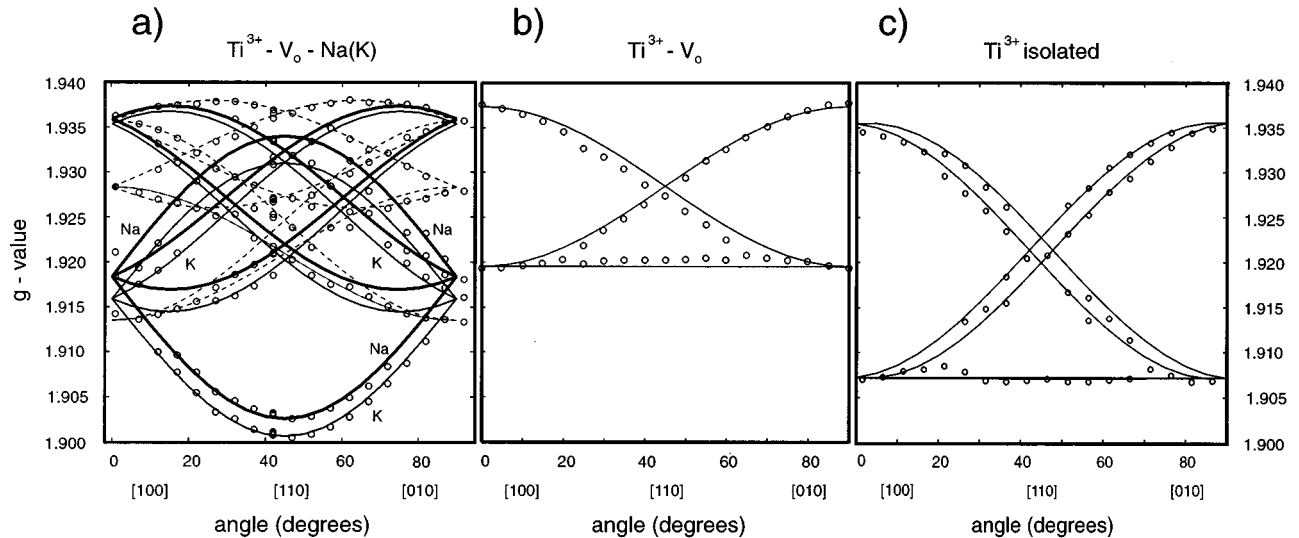 a)
Ti3+ - Vo - Na(K)
b)
Ti3+ - Vo
c)
Ti3+ isolated
g - value
1.940
1.935
1.930
1.925
1.920
1.915
1.910
1.905
1.900
Na
Na
K
K
Na
K
0 20 40 60 80
[100] [110] [010]
angle (degrees)
0 20 40 60 80
[100] [110] [010]
angle (degrees)
0 20 40 60 80
[100] [110] [010]
angle (degrees)
1.940
1.935
1.930
1.923
1.920
1.915
1.910
1.905
1.900